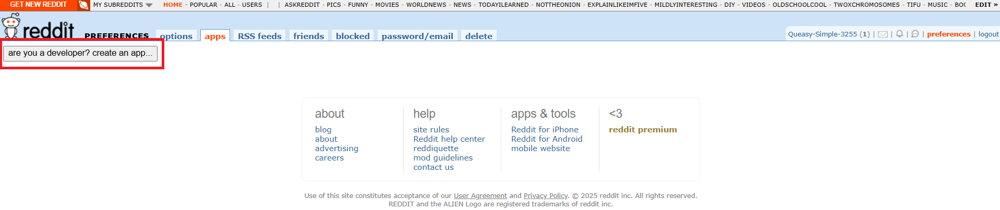 GET NEW REDDIT MY SUBREDDITS HOME - POPULAR - ALL - USERS | | ASKREDDIT - PICS - FUNNY - MOVIES - WORLDNEWS - NEWS - TODAYILEARNED - NOTTHEONION - EXPLAINLIKEIMFIVE - MILDLYINTERESTING - DIY - VIDEOS - OLDSCHOOLCOOL - TWOXCHROMOSOMES - TIFU - MUSIC - BOO EDIT »
reddit PREFERENCES options apps RSS feeds friends blocked password/email delete
Queasy-Simple-3255 (1) | | | | preferences | logout
are you a developer? create an app...
about
blog
about
advertising
careers
help
site rules
Reddit help center
reddiquette
mod guidelines
contact us
apps & tools
Reddit for iPhone
Reddit for Android
mobile website
<3
reddit premium
Use of this site constitutes acceptance of our User Agreement and Privacy Policy. © 2025 reddit inc. All rights reserved.
REDDIT and the ALIEN Logo are registered trademarks of reddit inc.